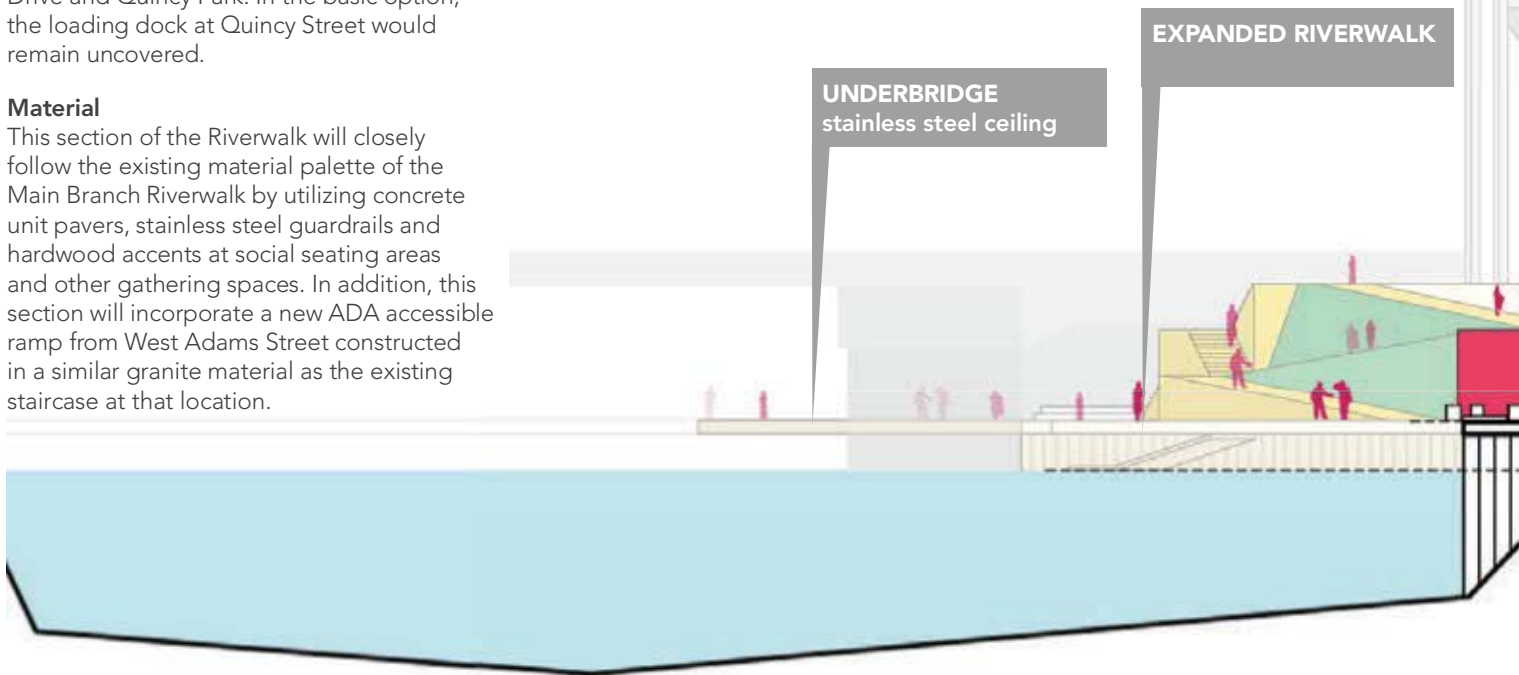 Drive and Quincy Park. In the basic option,
the loading dock at Quincy Street would
remain uncovered.
Material
This section of the Riverwalk will closely
follow the existing material palette of the
Main Branch Riverwalk by utilizing concrete
unit pavers, stainless steel guardrails and
hardwood accents at social seating areas
and other gathering spaces. In addition, this
section will incorporate a new ADA accessible
ramp from West Adams Street constructed
in a similar granite material as the existing
staircase at that location.
UNDERBRIDGE
stainless steel ceiling
EXPANDED RIVERWALK